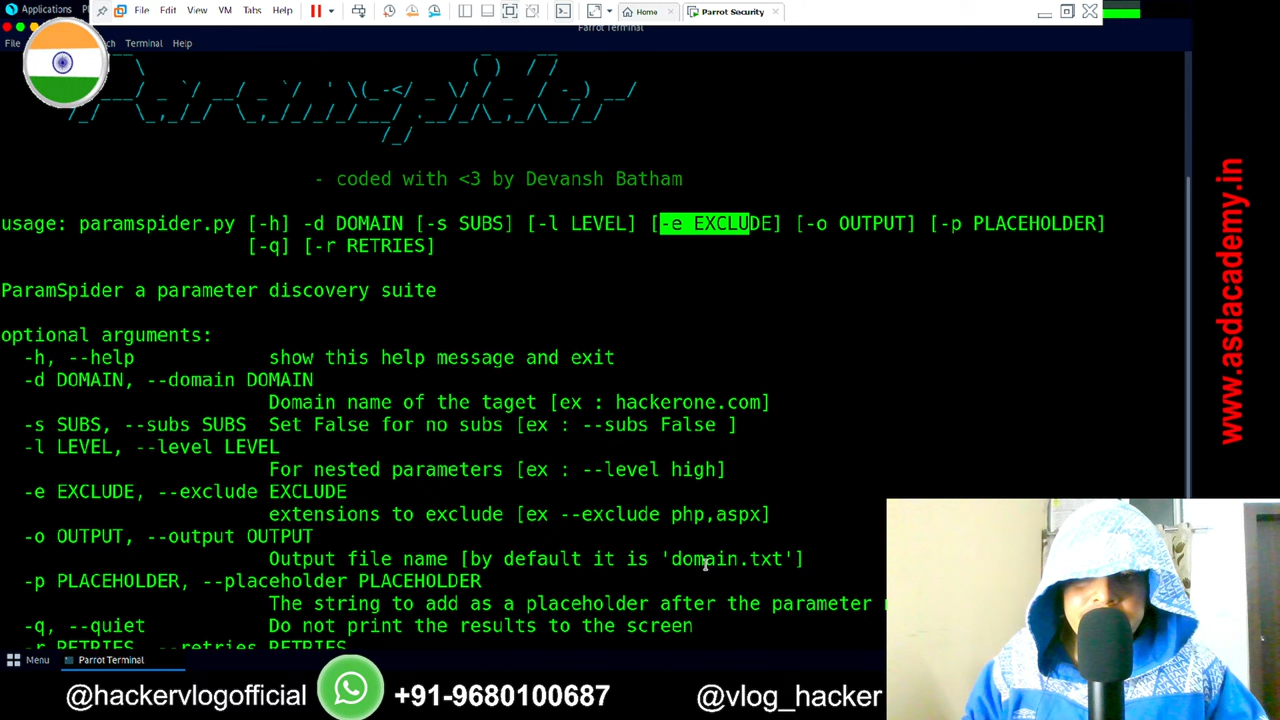 Applications
File Edit View VM Tabs Help
Home
Parrot Security
Parrot Terminal
File
Terminal Help
- coded with <3 by Devansh Batham
usage: paramspider.py [-h] -d DOMAIN [-s SUBS] [-l LEVEL] [-e EXCLUDE] [-o OUTPUT] [-p PLACEHOLDER]
[-q] [-r RETRIES]
ParamSpider a parameter discovery suite
optional arguments:
-h, --help show this help message and exit
-d DOMAIN, --domain DOMAIN
Domain name of the taget [ex : hackerone.com]
-s SUBS, --subs SUBS Set False for no subs [ex : --subs False ]
-l LEVEL, --level LEVEL
For nested parameters [ex : --level high]
-e EXCLUDE, --exclude EXCLUDE
extensions to exclude [ex --exclude php,aspx]
-o OUTPUT, --output OUTPUT
Output file name [by default it is 'domain.txt']
-p PLACEHOLDER, --placeholder PLACEHOLDER
The string to add as a placeholder after the parameter
-q, --quiet Do not print the results to the screen
-r RETRIES, --retries RETRIES
Menu
Parrot Terminal
@hackervlogofficial
+91-9680100687
@vlog_hacker
www.asdacademy.in